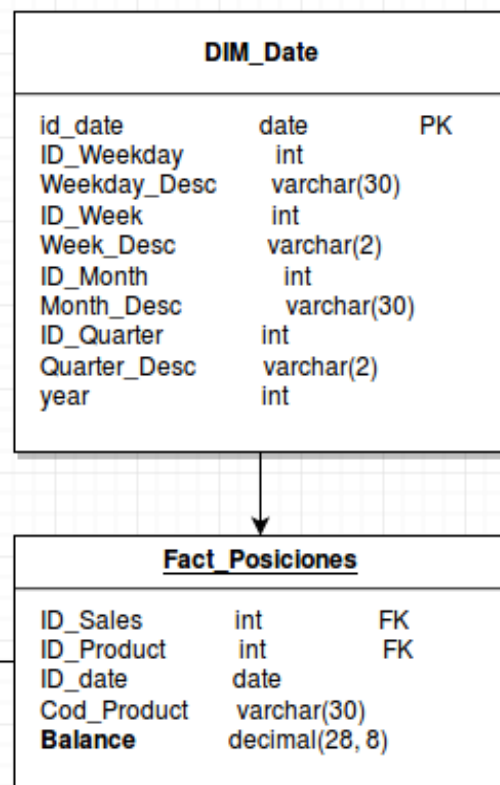 DIM_Date
id_date date PK
ID_Weekday int
Weekday_Desc varchar(30)
ID_Week int
Week_Desc varchar(2)
ID_Month int
Month_Desc varchar(30)
ID_Quarter int
Quarter_Desc varchar(2)
year int
Fact_Posiciones
ID_Sales int FK
ID_Product int FK
ID_date date
Cod_Product varchar(30)
Balance decimal(28, 8)